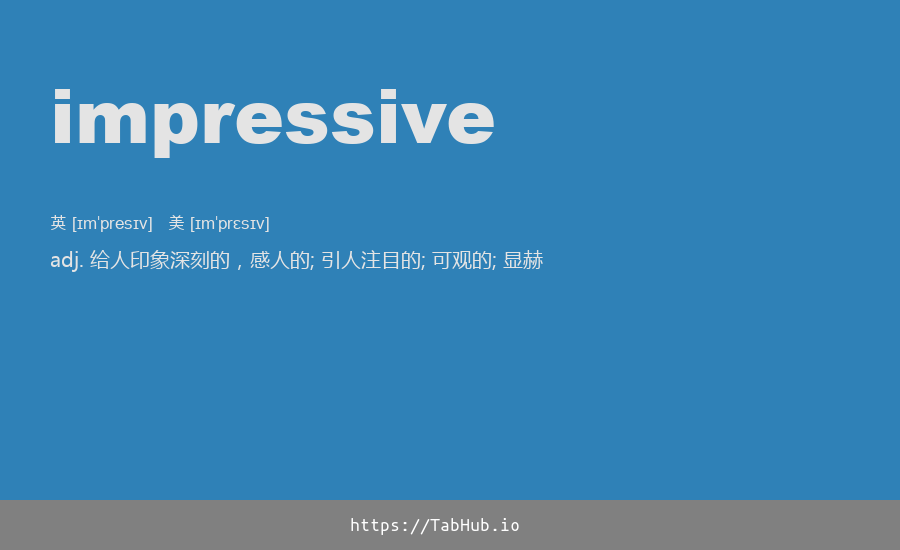 impressive
英 [ɪmˈpresɪv] 美 [ɪmˈprɛsɪv]
adj. 给人印象深刻的，感人的; 引人注目的; 可观的; 显赫
https://TabHub.io